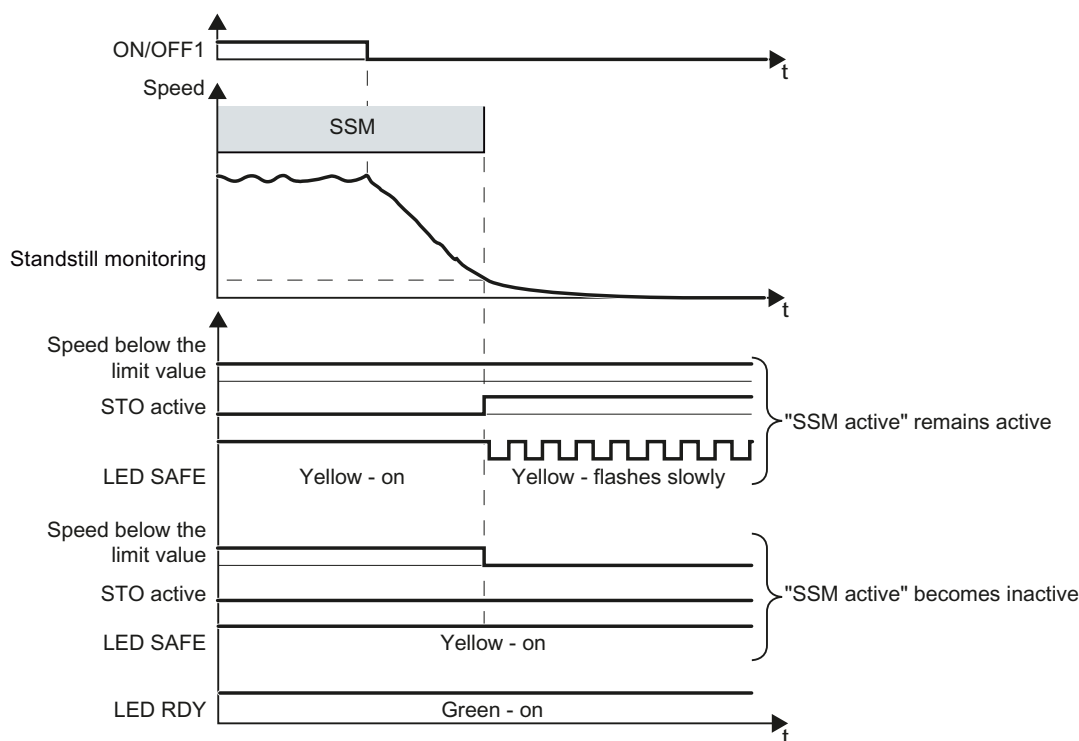 ON/OFF1
t
Speed
SSM
Standstill monitoring
t
Speed below the
limit value
STO active
"SSM active" remains active
LED SAFE
Yellow - on
Yellow - flashes slowly
Speed below the
limit value
STO active
"SSM active" becomes inactive
LED SAFE
Yellow - on
LED RDY
Green - on
t